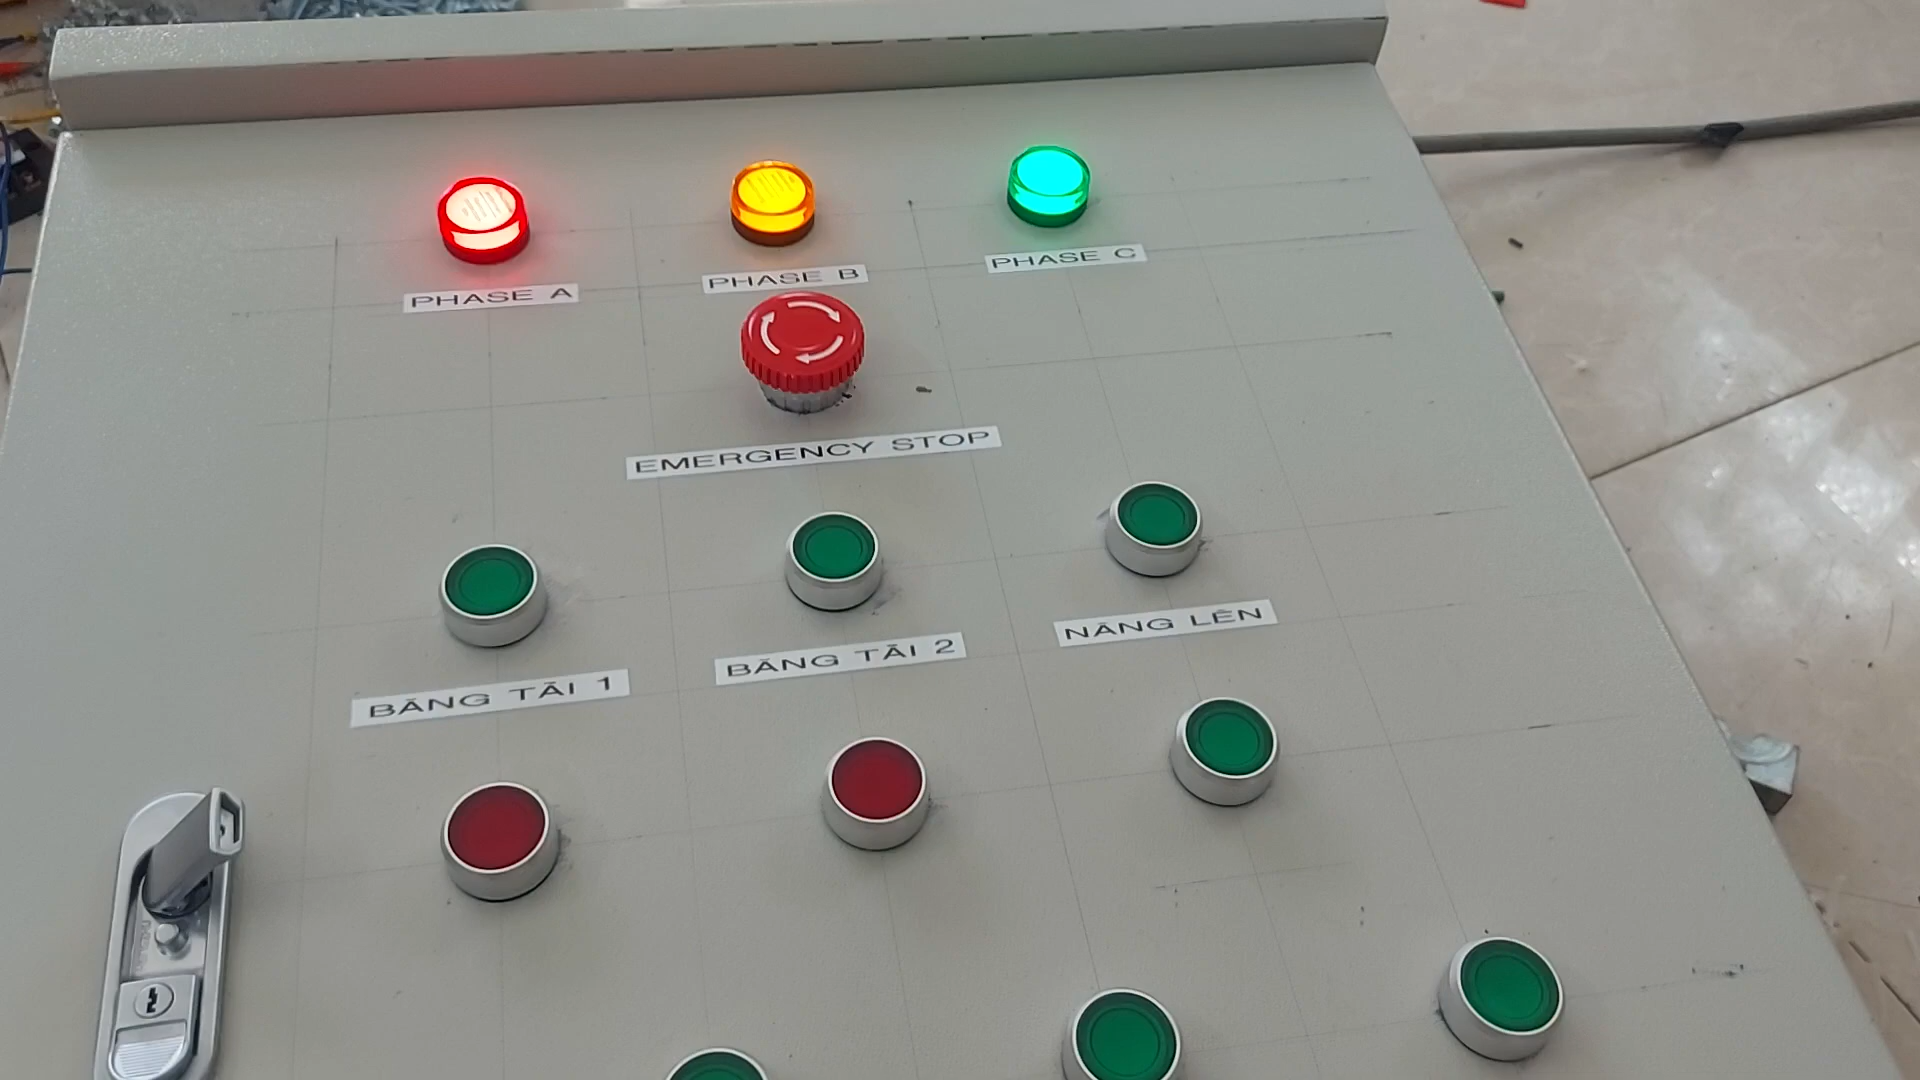 PHASE A
PHASE B
PHASE C
EMERGENCY STOP
BĂNG TẢI 1
BĂNG TẢI 2
NÂNG LÊN